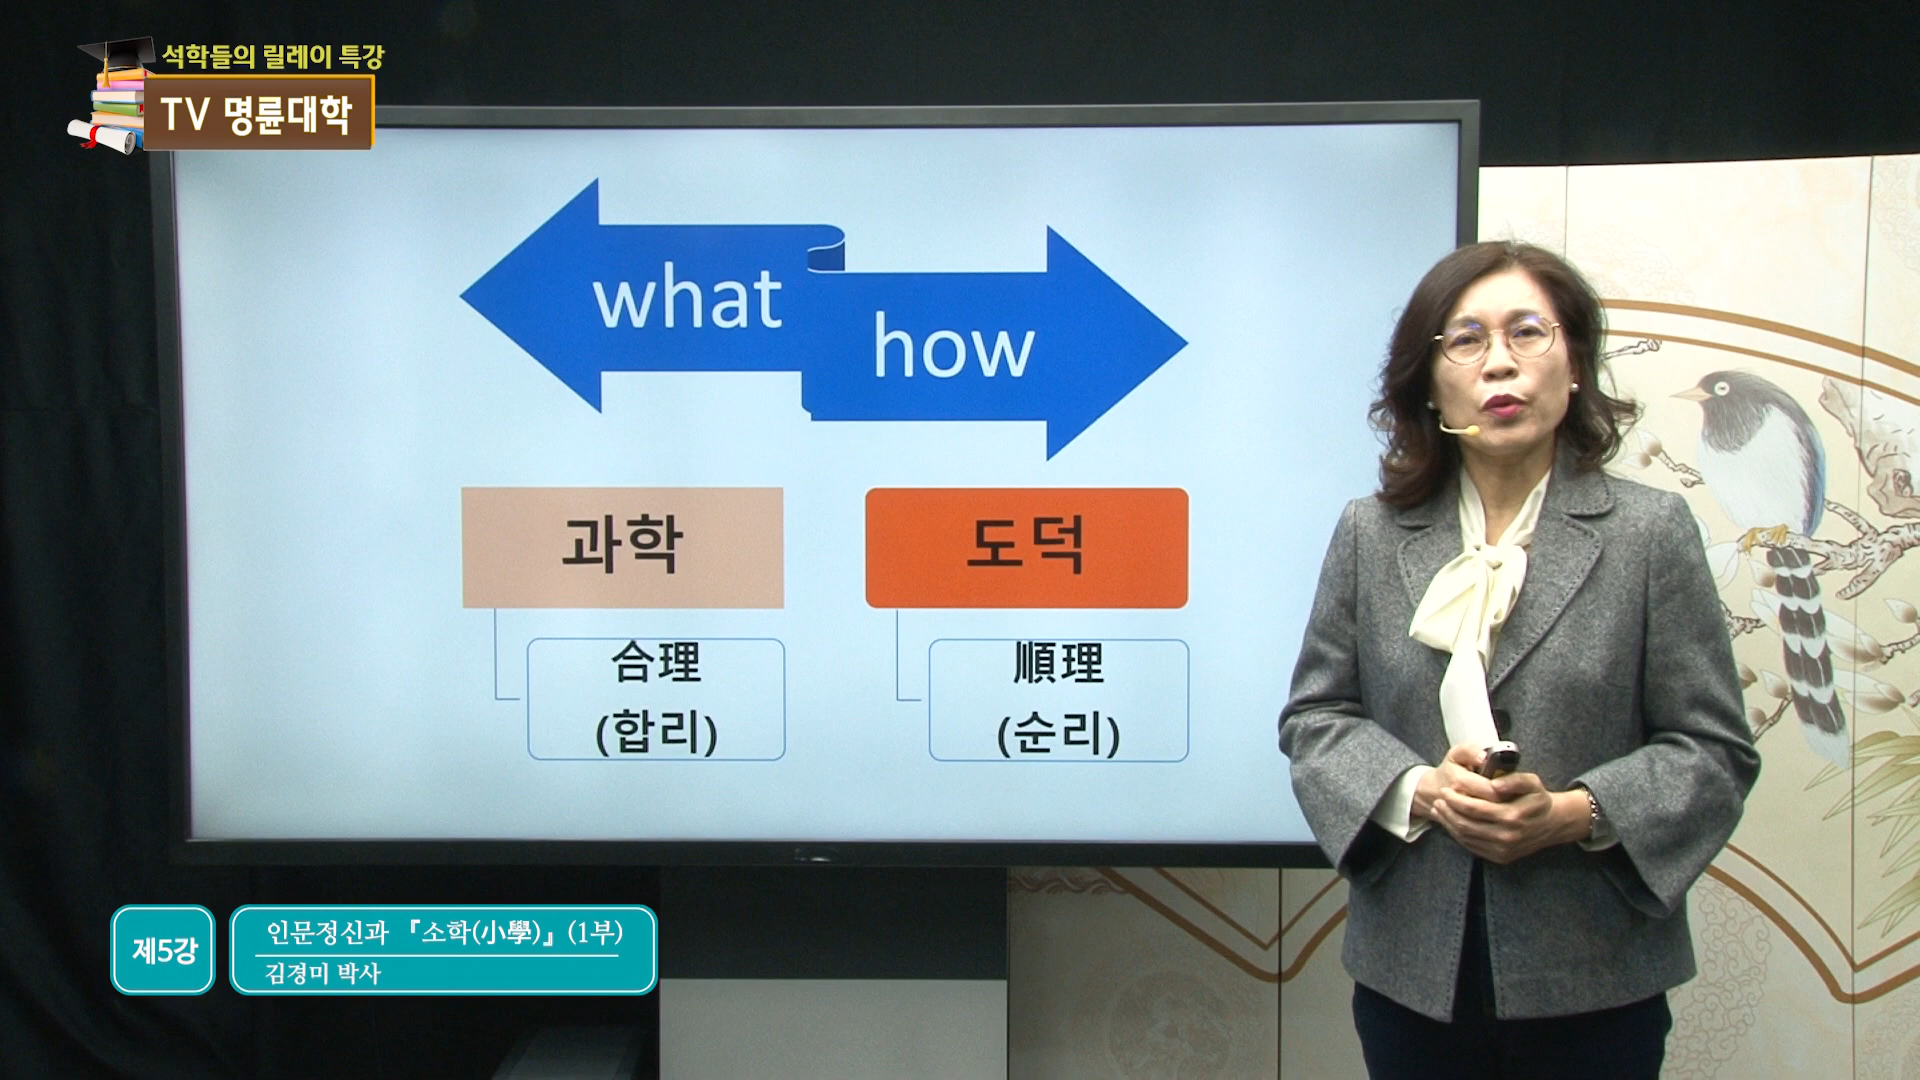 석학들의 릴레이 특강
TV 명륜대학
what
how
과학
도덕
合理
(합리)
順理
(순리)
제5강
인문정신과 『소학(小學)』(1부)
김경미 박사